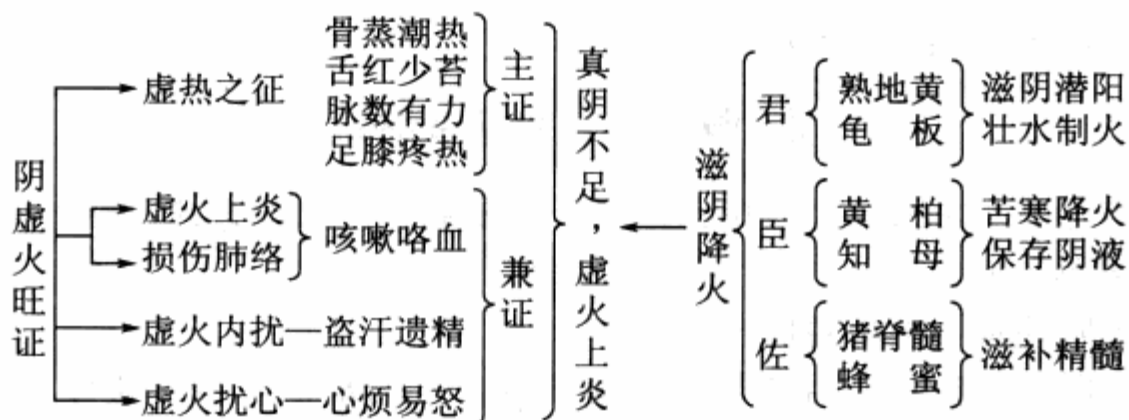 阴虚火旺证
虚热之征
骨蒸潮热
舌红少苔
脉数有力
足膝疼热
主证
虚火上炎
损伤肺络
咳嗽咯血
虚火内扰—盗汗遗精
虚火扰心—心烦易怒
兼证
真阴不足，虚火上炎
滋阴降火
君
熟地黄
龟 板
滋阴潜阳
壮水制火
臣
黄 柏
知 母
苦寒降火
保存阴液
佐
猪脊髓
蜂 蜜
滋补精髓